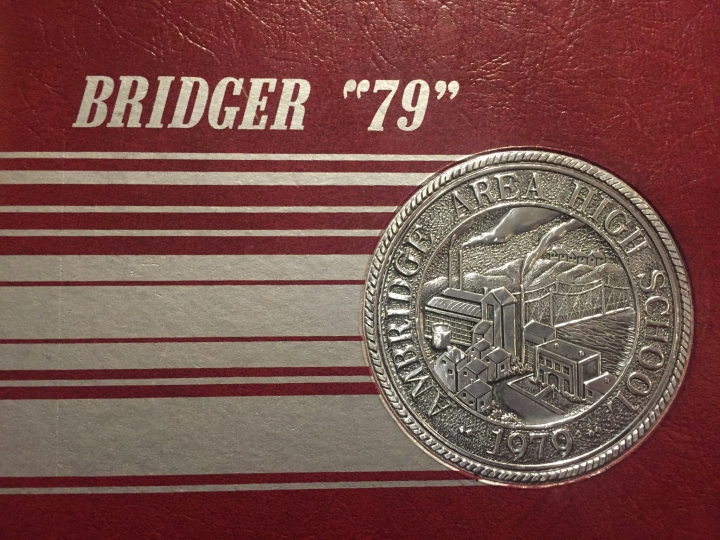 BRIDGER “79”
AMBRIDGE AREA HIGH SCHOOL
1979